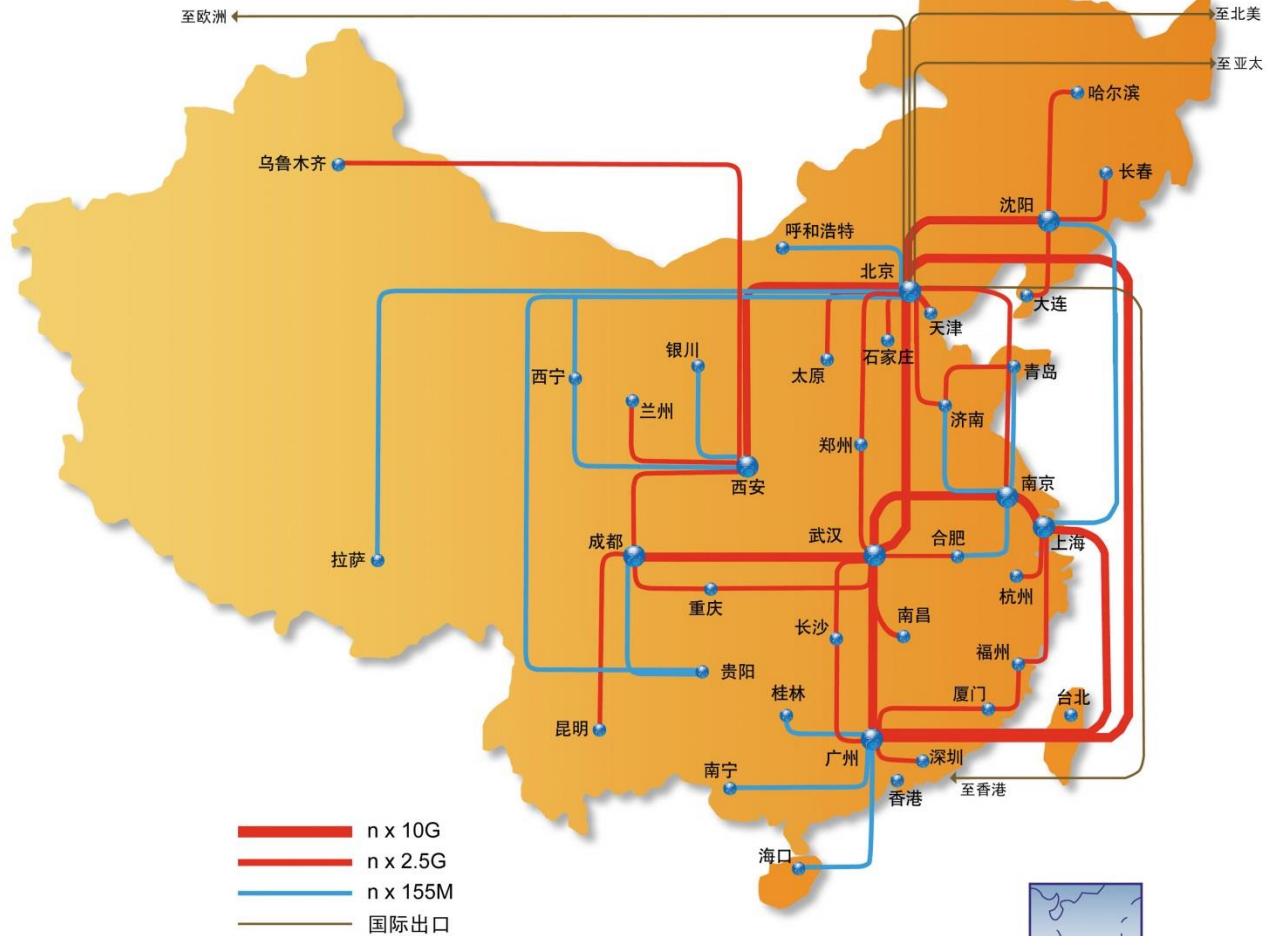 至欧洲
至北美
至亚太
哈尔滨
乌鲁木齐
长春
沈阳
呼和浩特
北京
大连
天津
银川
石家庄
太原
西宁
青岛
兰州
济南
郑州
西安
南京
成都
武汉
合肥
上海
拉萨
杭州
重庆
长沙
南昌
福州
贵阳
桂林
厦门
台北
昆明
广州
深圳
南宁
香港
至香港
n x 10G
n x 2.5G
海口
n x 155M
国际出口